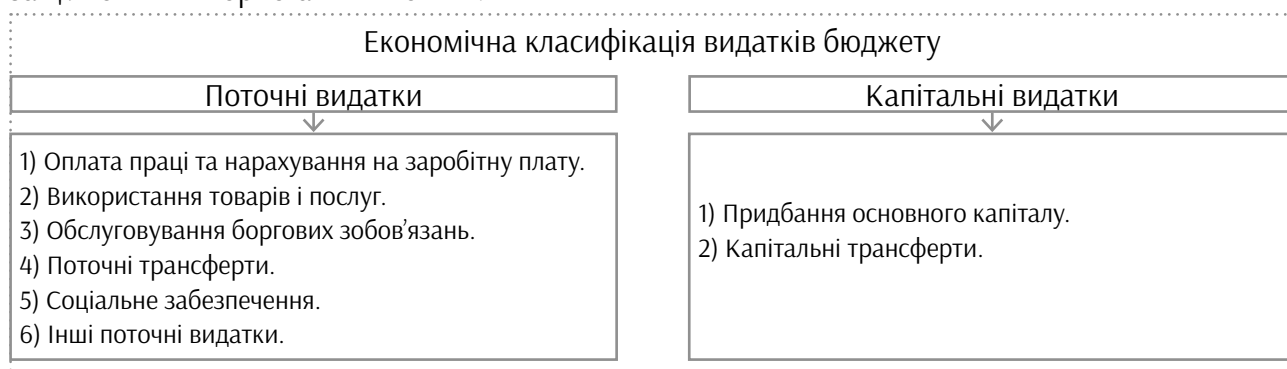 Економічна класифікація видатків бюджету
Поточні видатки
1) Оплата праці та нарахування на заробітну плату.
2) Використання товарів і послуг.
3) Обслуговування боргових зобов’язань.
4) Поточні трансферти.
5) Соціальне забезпечення.
6) Інші поточні видатки.
Капітальні видатки
1) Придбання основного капіталу.
2) Капітальні трансферти.